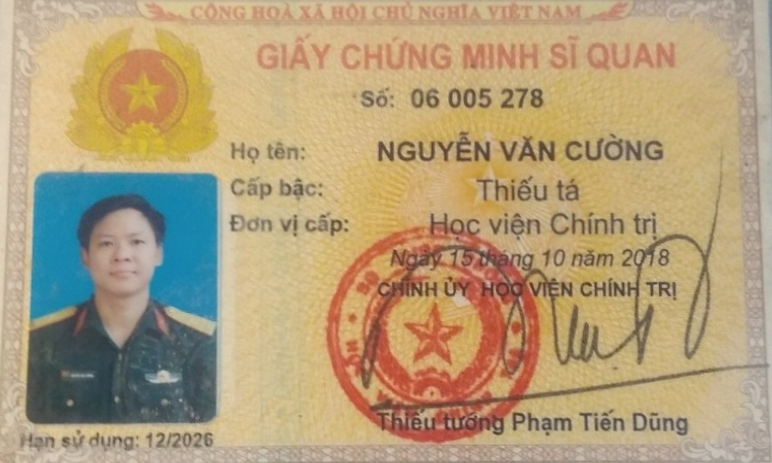 CỘNG HOÀ XÃ HỘI CHỦ NGHĨA VIỆT NAM
GIẤY CHỨNG MINH SĨ QUAN
Số: 06 005 278
Họ tên: NGUYỄN VĂN CƯỜNG
Cấp bậc: Thiếu tá
Đơn vị cấp: Học viện Chính trị
Ngày 15 tháng 10 năm 2018
CHÍNH ỦY HỌC VIỆN CHÍNH TRỊ
Thiếu tướng Phạm Tiến Dũng
Hạn sử dụng: 12/2026